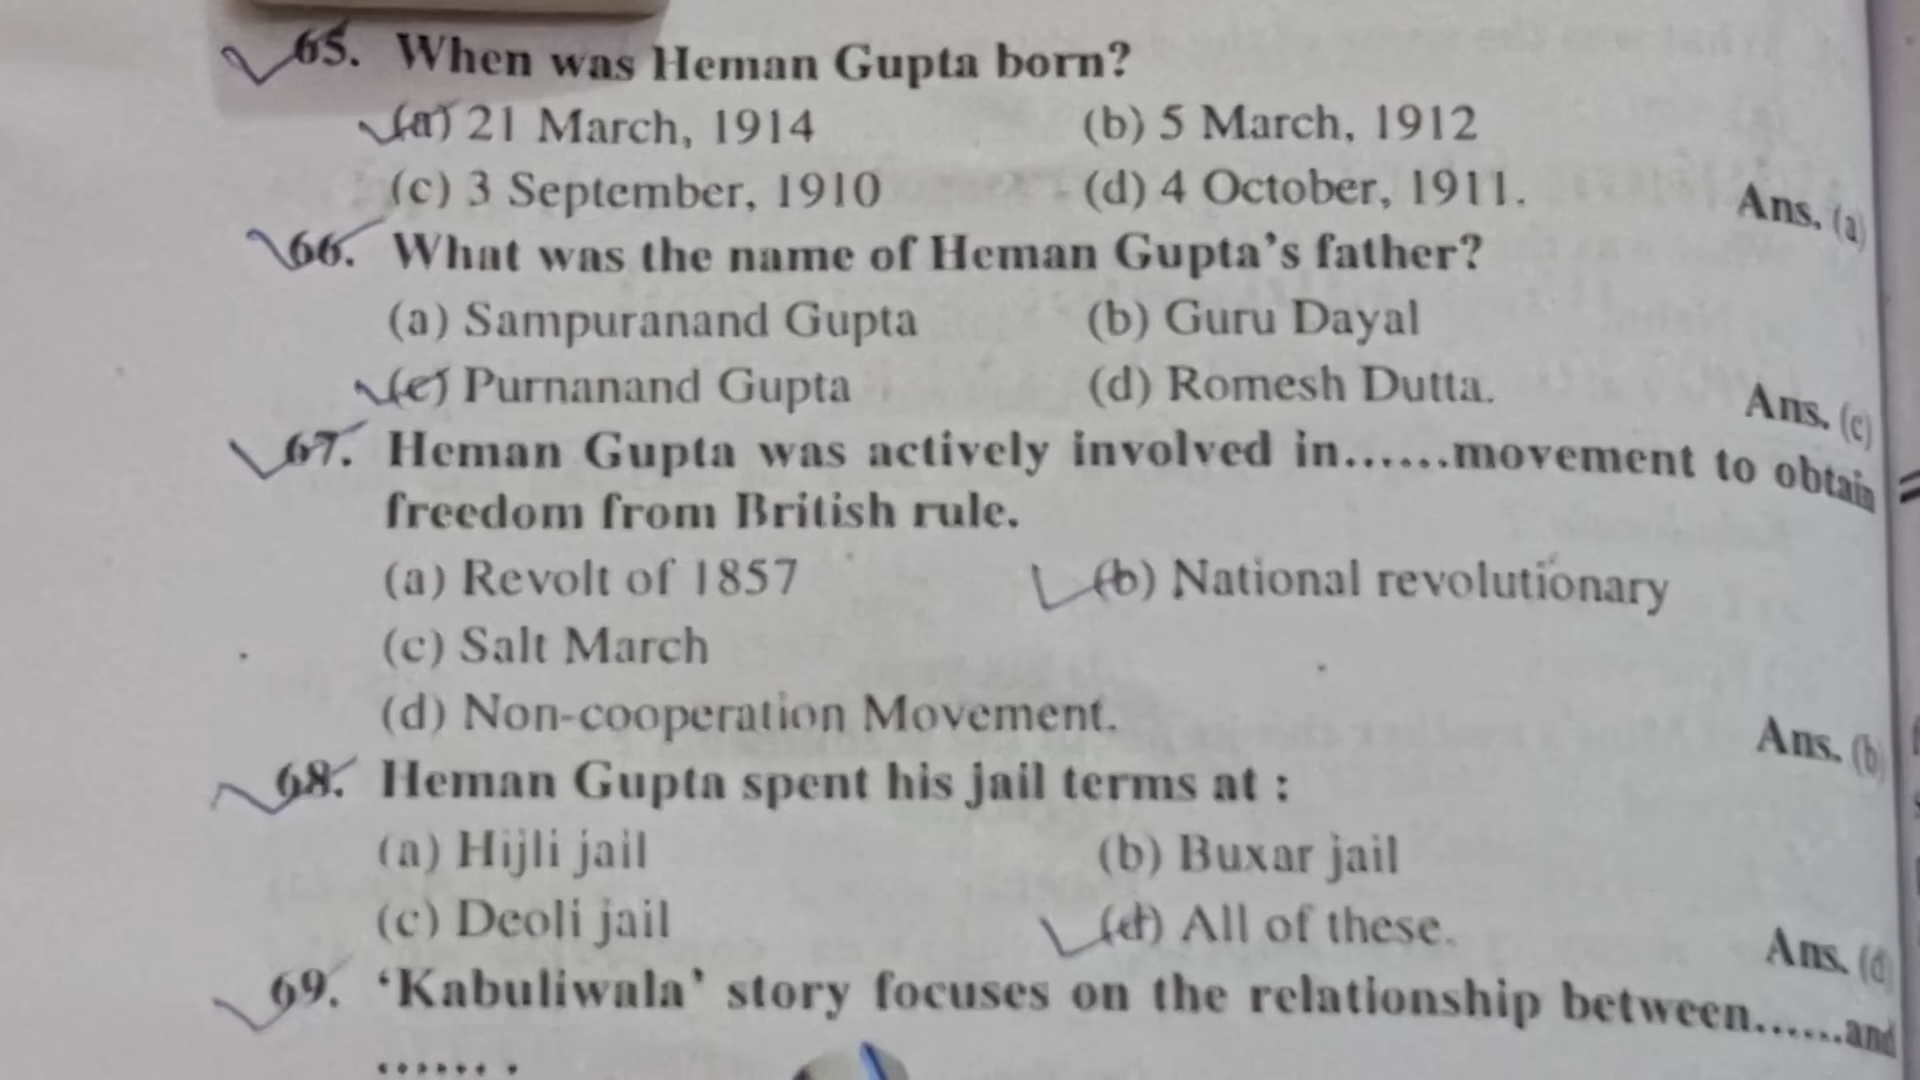 65. When was Heman Gupta born?
(a) 21 March, 1914 (b) 5 March, 1912
(c) 3 September, 1910 (d) 4 October, 1911. Ans. (a)
66. What was the name of Heman Gupta's father?
(a) Sampuranand Gupta (b) Guru Dayal
(c) Purnanand Gupta (d) Romesh Dutta. Ans. (c)
67. Heman Gupta was actively involved in......movement to obtain
freedom from British rule.
(a) Revolt of 1857 (b) National revolutionary
(c) Salt March
(d) Non-cooperation Movement. Ans. (b)
68. Heman Gupta spent his jail terms at :
(a) Hijli jail (b) Buxar jail
(c) Deoli jail (d) All of these. Ans. (d)
69. 'Kabuliwala' story focuses on the relationship between......and
...... .